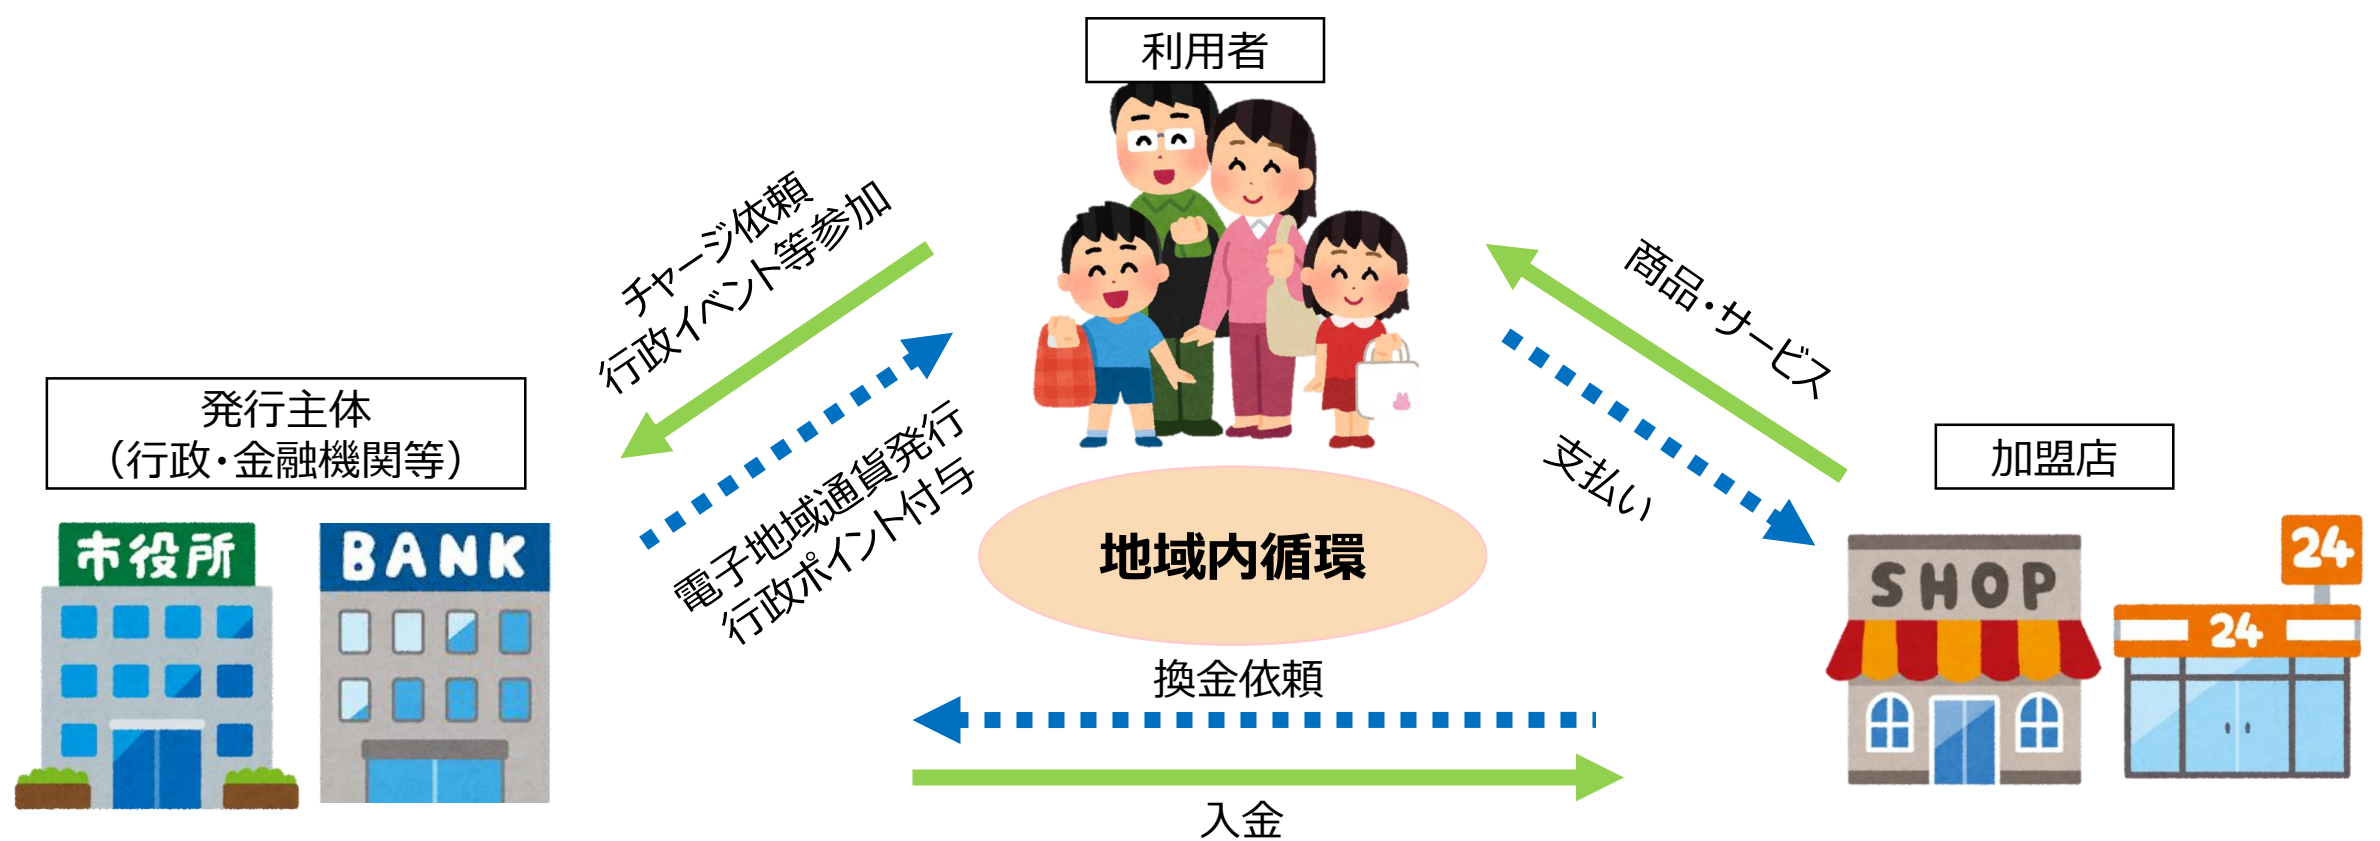 利用者
チャージ依頼
行政イベント等参加
商品・サービス
発行主体
（行政・金融機関等）
電子地域通貨発行
行政ポイント付与
支払い
加盟店
市役所
BANK
地域内循環
SHOP
24
24
換金依頼
入金